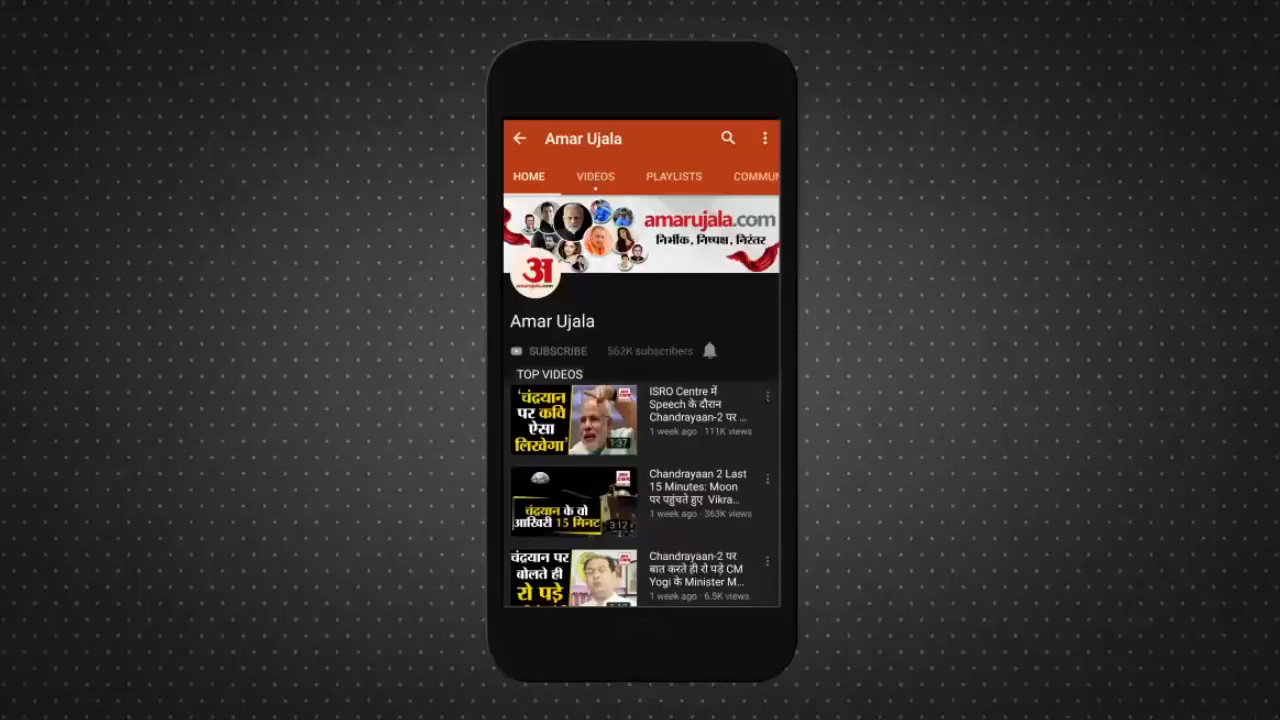 Amar Ujala
HOME VIDEOS PLAYLISTS COMMUN
amarujala.com
निर्भीक, निष्पक्ष, निरंतर
अ
amarujala.com
Amar Ujala
SUBSCRIBE 562K subscribers
TOP VIDEOS
'चंद्रयान
पर कवि
ऐसा
लिखेगा'
1:37
ISRO Centre में
Speech के दौरान
Chandrayaan-2 पर ...
1 week ago · 111K views
चंद्रयान के वो
आखिरी 15 मिनट
3:12
Chandrayaan 2 Last
15 Minutes: Moon
पर पहुंचते हुए Vikra...
1 week ago · 363K views
चंद्रयान पर
बोलते ही
रो पड़े
Chandrayaan-2 पर
बात करते ही रो पड़े CM
Yogi के Minister M...
1 week ago · 6.5K views